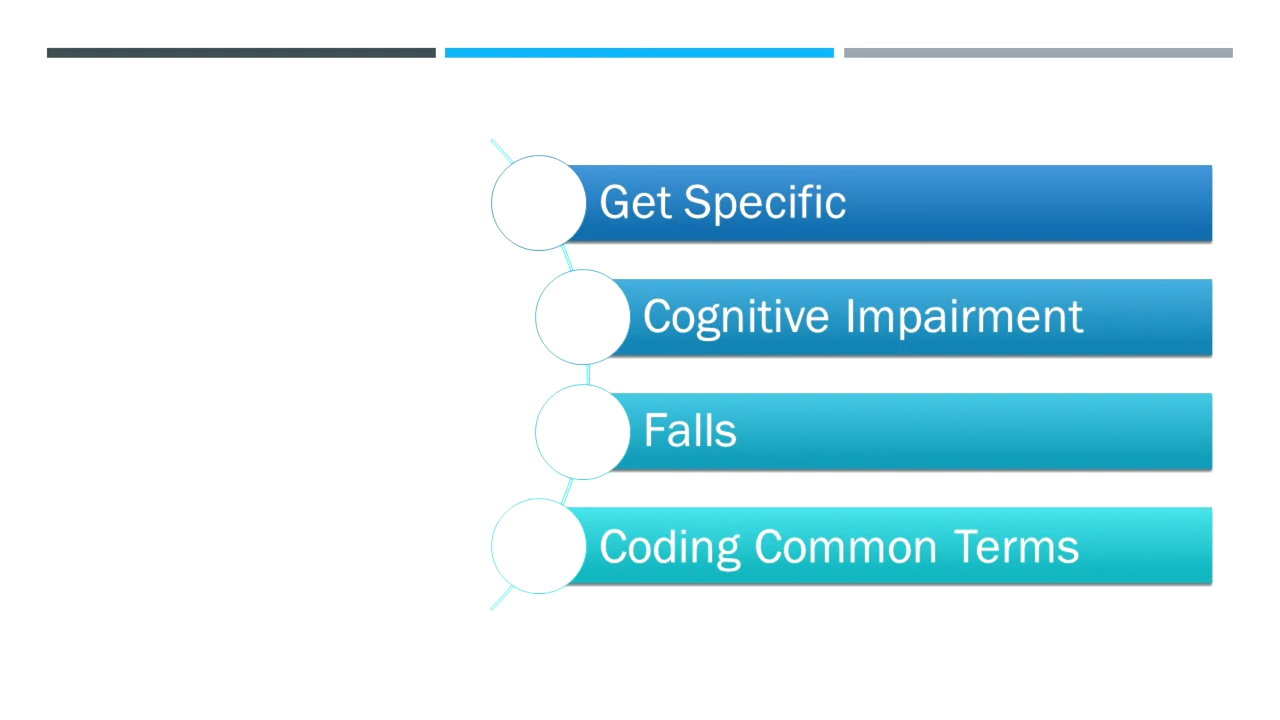 Get Specific
Cognitive Impairment
Falls
Coding Common Terms